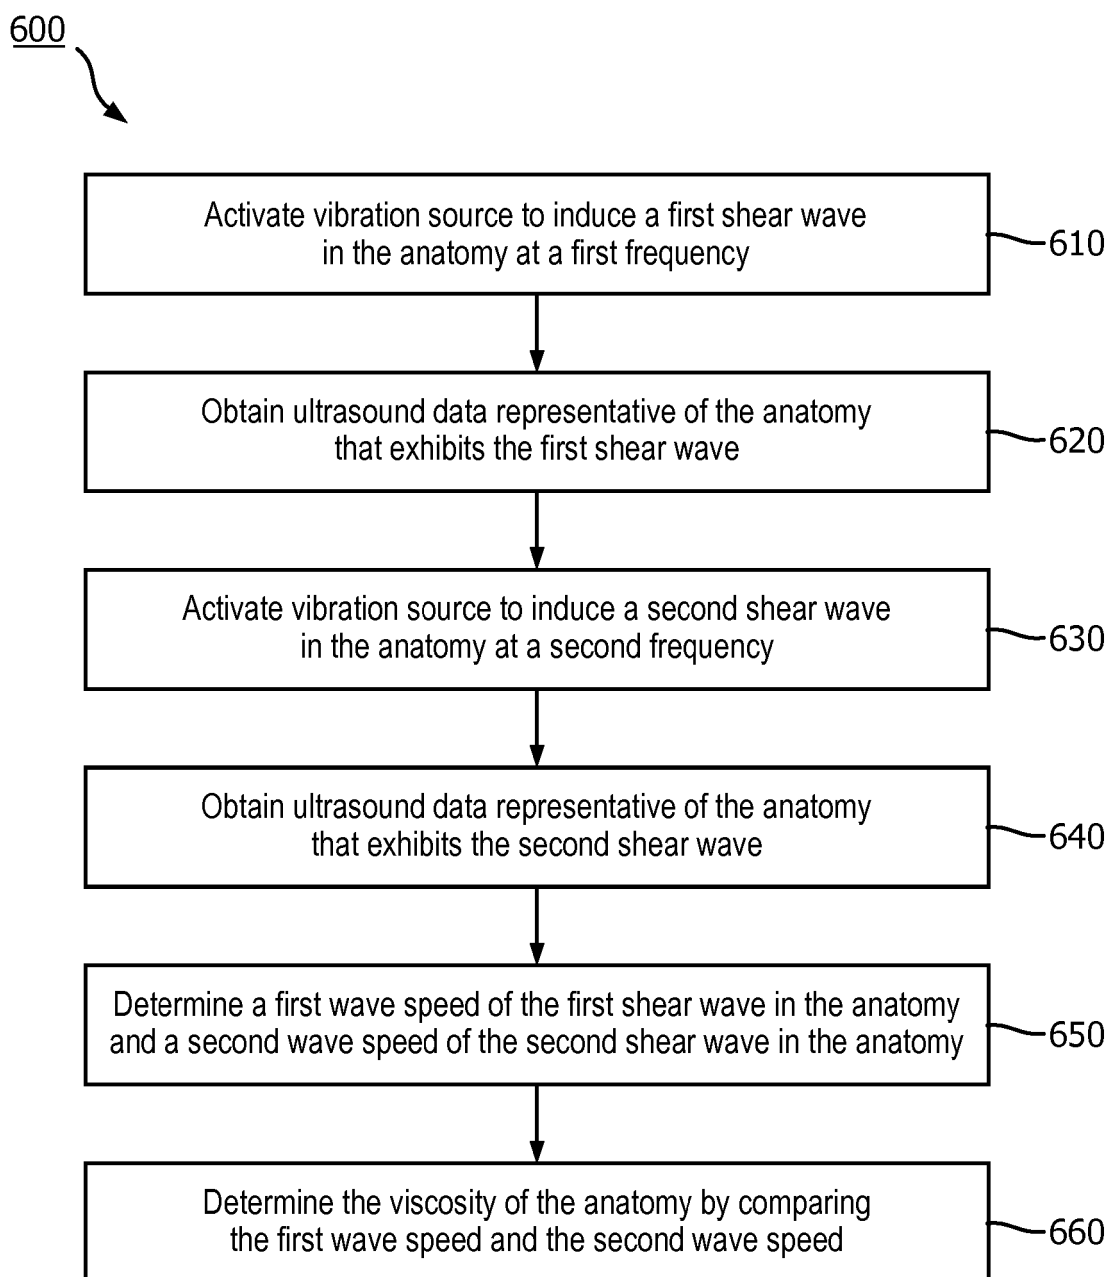 600
Activate vibration source to induce a first shear wave
in the anatomy at a first frequency
610
Obtain ultrasound data representative of the anatomy
that exhibits the first shear wave
620
Activate vibration source to induce a second shear wave
in the anatomy at a second frequency
630
Obtain ultrasound data representative of the anatomy
that exhibits the second shear wave
640
Determine a first wave speed of the first shear wave in the anatomy
and a second wave speed of the second shear wave in the anatomy
650
Determine the viscosity of the anatomy by comparing
the first wave speed and the second wave speed
660